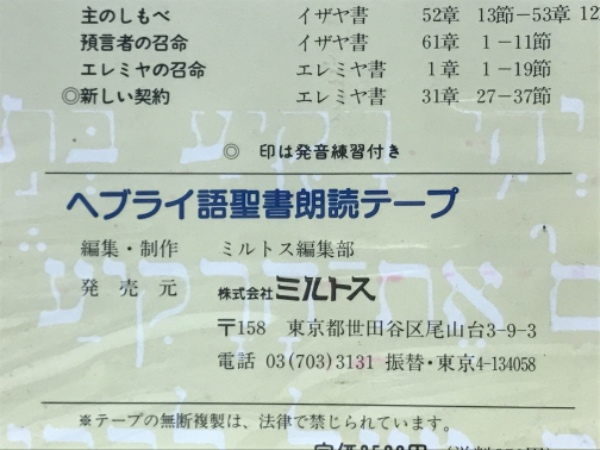 主のしもべ イザヤ書 52章 13節－53章 12
預言者の召命 イザヤ書 61章 1－11節
エレミヤの召命 エレミヤ書 1章 1－19節
◎新しい契約 エレミヤ書 31章 27－37節
◎ 印は発音練習付き
ヘブライ語聖書朗読テープ
編集・制作 ミルトス編集部
発売元 株式会社ミルトス
〒158 東京都世田谷区尾山台3-9-3
電話 03(703)3131 振替・東京4-134058
※テープの無断複製は、法律で禁じられています。